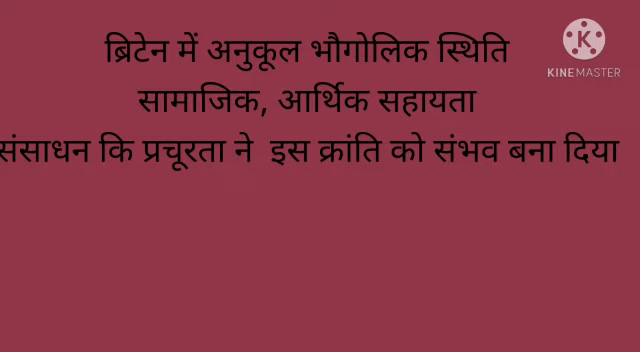 ब्रिटेन में अनुकूल भौगोलिक स्थिति
सामाजिक, आर्थिक सहायता
संसाधन कि प्रचूरता ने इस क्रांति को संभव बना दिया
K
KINEMASTER